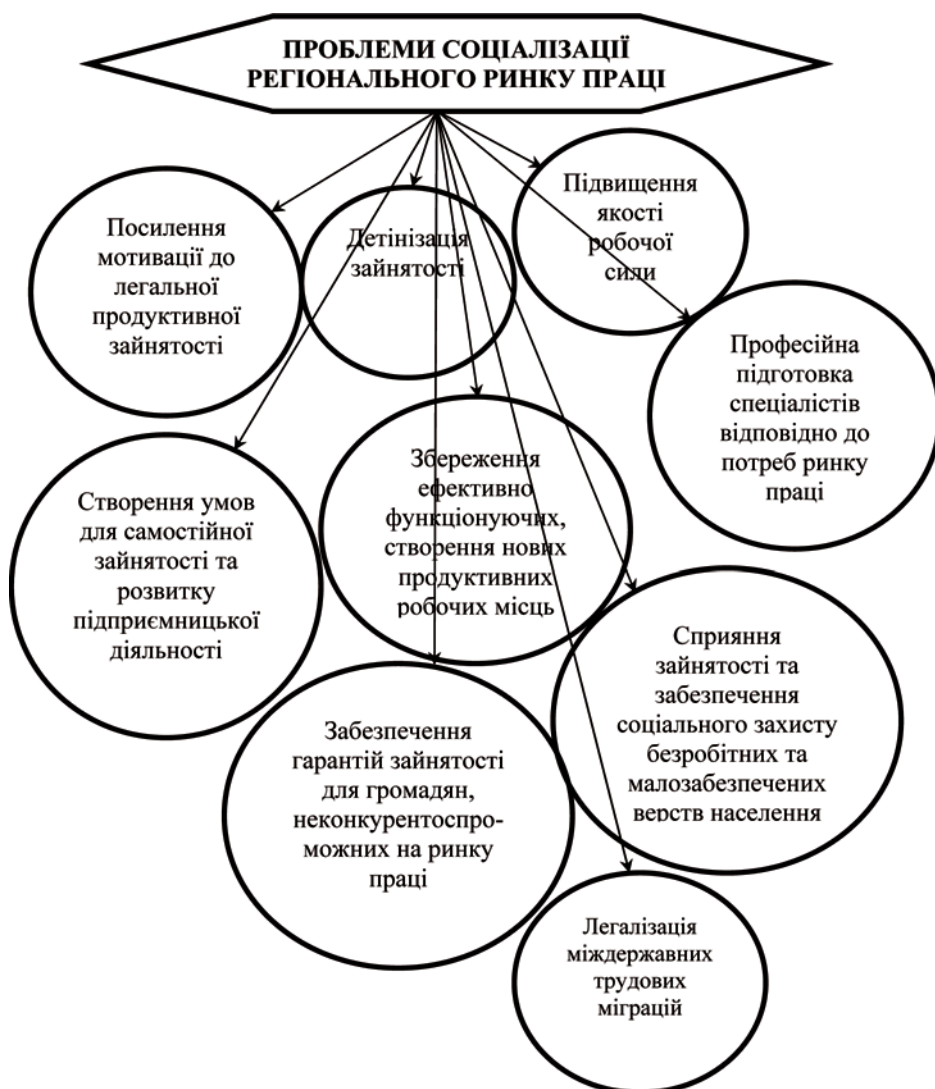 ПРОБЛЕМИ СОЦІАЛІЗАЦІЇ
РЕГІОНАЛЬНОГО РИНКУ ПРАЦІ
Посилення
мотивації до
легальної
продуктивної
зайнятості
Детінізація
зайнятості
Підвищення
якості
робочої
сили
Професійна
підготовка
спеціалістів
відповідно до
потреб ринку
праці
Створення умов
для самостійної
зайнятості та
розвитку
підприємницької
діяльності
Збереження
ефективно
функціонуючих,
створення нових
продуктивних
робочих місць
Сприяння
зайнятості та
забезпечення
соціального захисту
безробітних та
малозабезпечених
верств населення
Забезпечення
гарантій зайнятості
для громадян,
неконкурентоспро-
можних на ринку
праці
Легалізація
міждержавних
трудових
міграцій